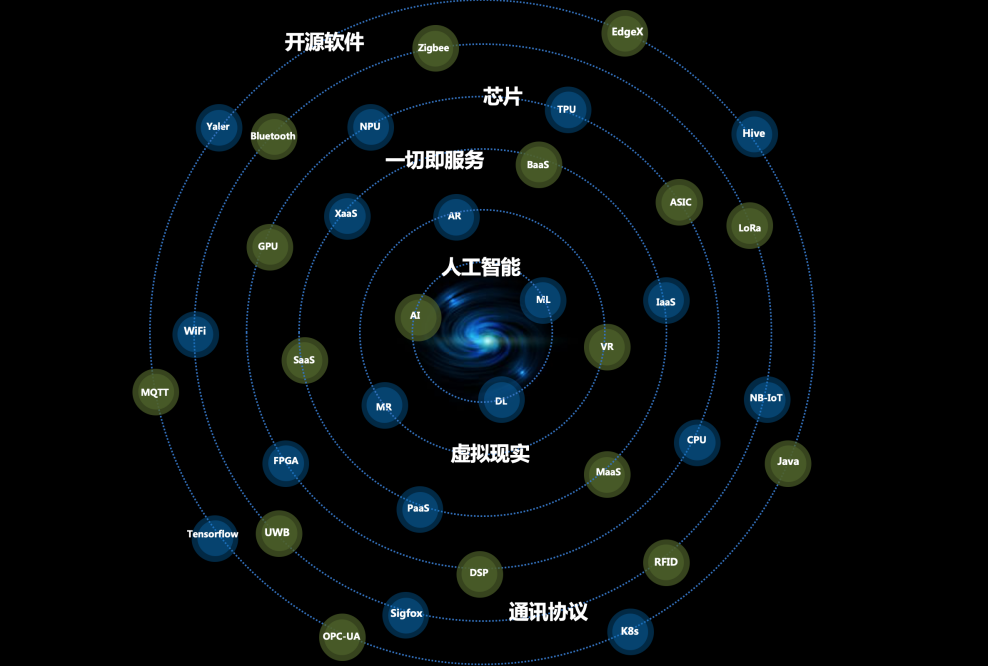 EdgeX
开源软件
Zigbee
芯片
TPU
Yaler
NPU
Hive
Bluetooth
一切即服务
BaaS
ASIC
XaaS
AR
LoRa
GPU
人工智能
ML
IaaS
AI
WiFi
VR
SaaS
MQTT
NB-IoT
DL
MR
CPU
虚拟现实
FPGA
Java
MaaS
PaaS
Tensorflow
UWB
RFID
DSP
通讯协议
Sigfox
K8s
OPC-UA